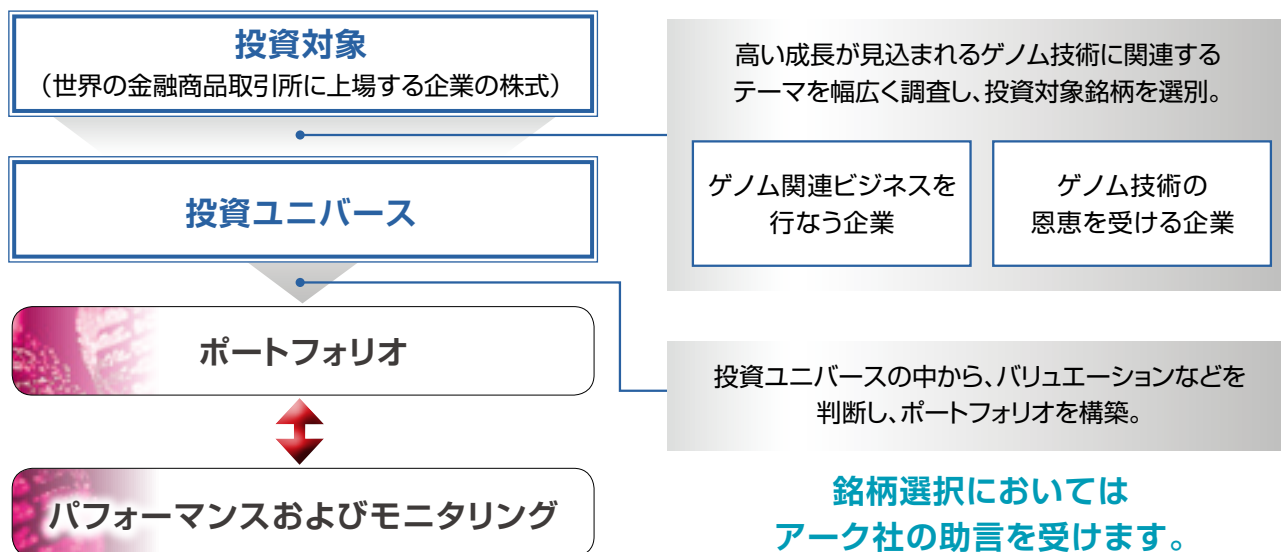 投資対象
（世界の金融商品取引所に上場する企業の株式）
投資ユニバース
ポートフォリオ
パフォーマンスおよびモニタリング
高い成長が見込まれるゲノム技術に関連する
テーマを幅広く調査し、投資対象銘柄を選別。
ゲノム関連ビジネスを
行なう企業
ゲノム技術の
恩恵を受ける企業
投資ユニバースの中から、バリュエーションなどを
判断し、ポートフォリオを構築。
銘柄選択においては
アーク社の助言を受けます。